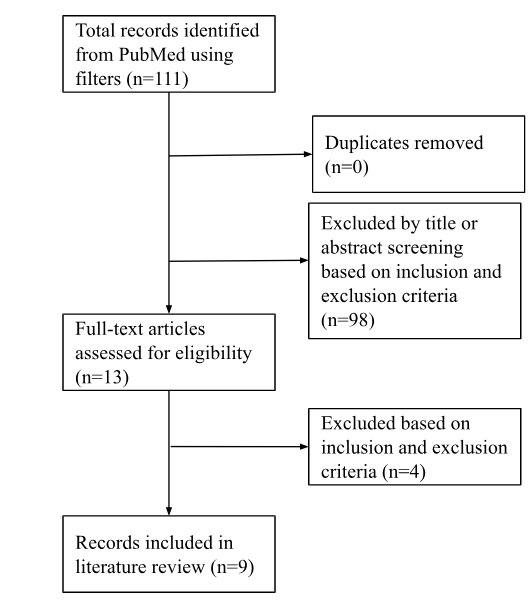 Total records identified
from PubMed using
filters (n=111)
Duplicates removed
(n=0)
Excluded by title or
abstract screening
based on inclusion and
exclusion criteria
(n=98)
Full-text articles
assessed for eligibility
(n=13)
Excluded based on
inclusion and exclusion
criteria (n=4)
Records included in
literature review (n=9)